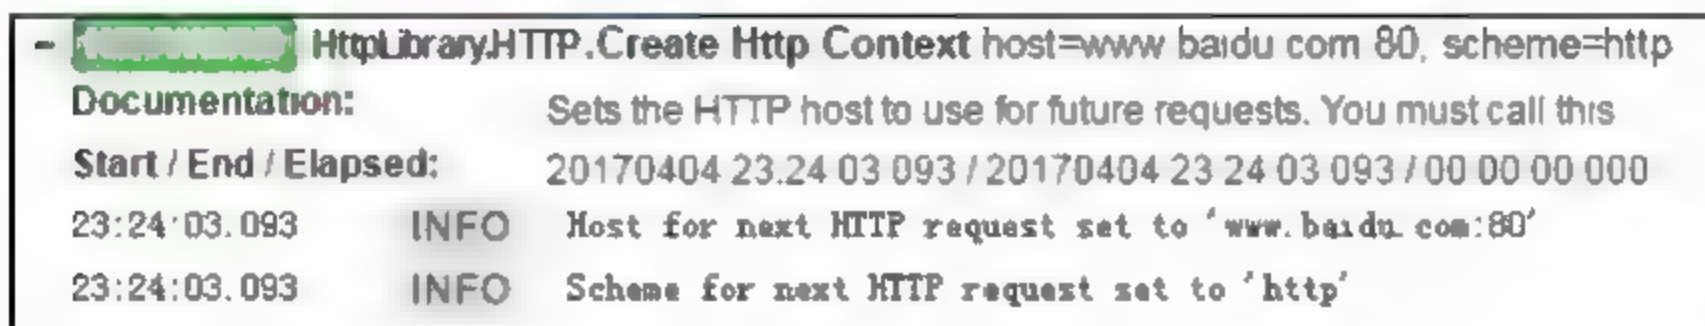 - HttpLibrary.HTTP.Create Http Context host=www baidu com 80, scheme=http
Documentation: Sets the HTTP host to use for future requests. You must call this
Start / End / Elapsed: 20170404 23.24 03 093 / 20170404 23 24 03 093 / 00 00 00 000
23:24:03.093 INFO Host for next HTTP request set to 'www.baidu.com:80'
23:24:03.093 INFO Scheme for next HTTP request set to 'http'